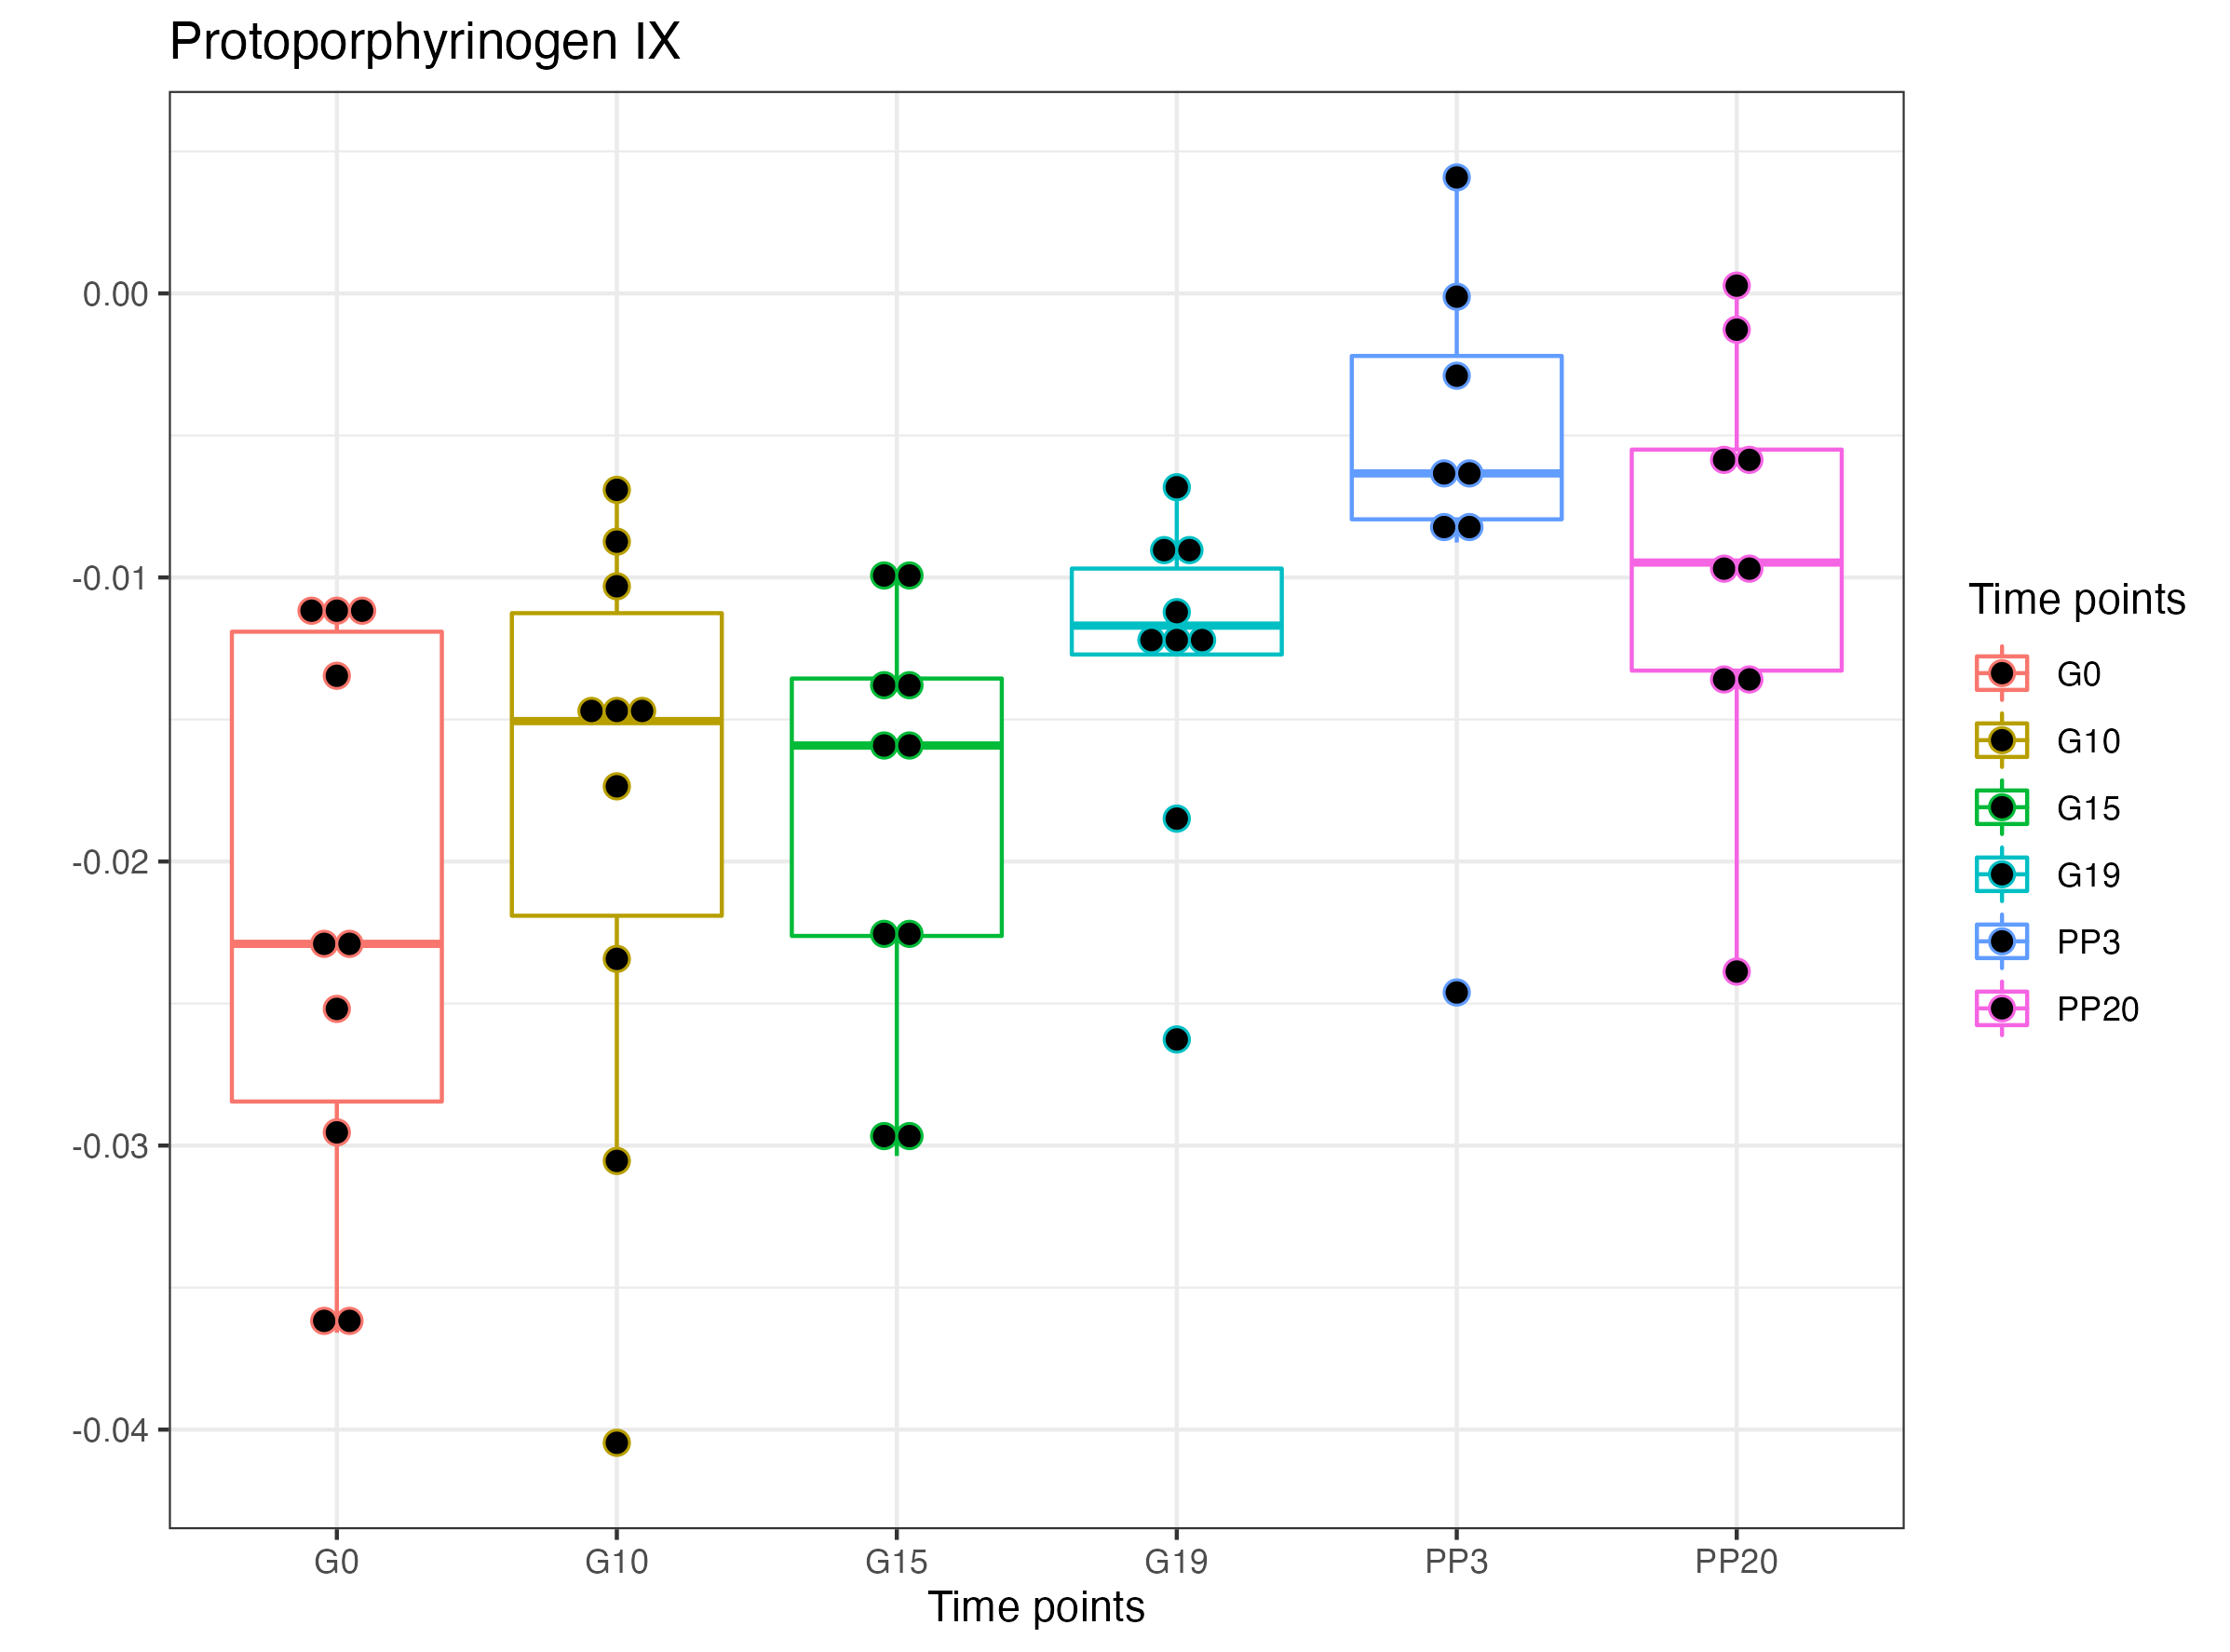 Protoporphyrinogen IX
0.00
-0.01
-0.02
-0.03
-0.04
G0 G10 G15 G19 PP3 PP20
Time points
Time points
G0
G10
G15
G19
PP3
PP20